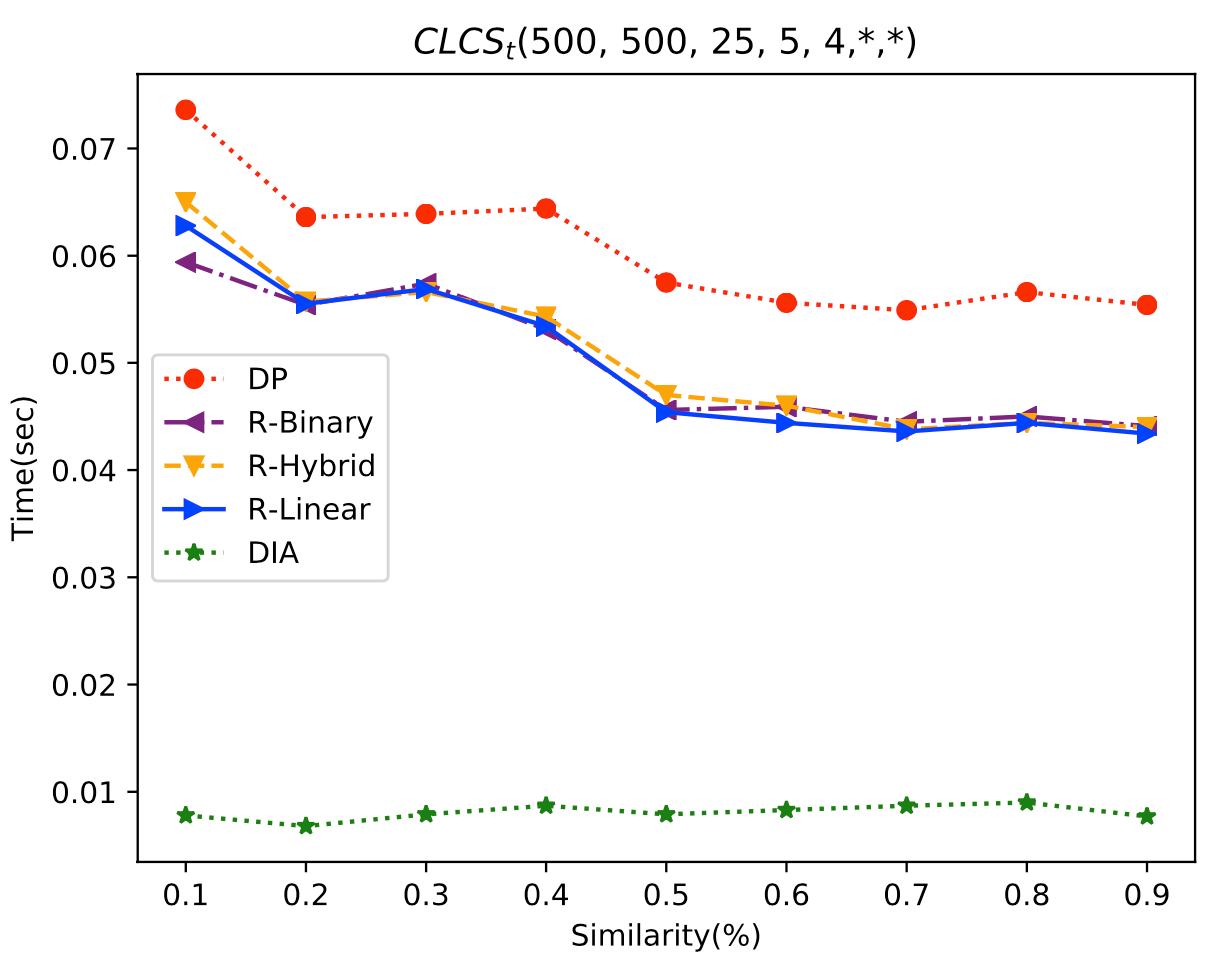 CLCSt(500, 500, 25, 5, 4,*,*)
Time(sec)
0.07
0.06
0.05
0.04
0.03
0.02
0.01
DP
R-Binary
R-Hybrid
R-Linear
DIA
0.1 0.2 0.3 0.4 0.5 0.6 0.7 0.8 0.9
Similarity(%)